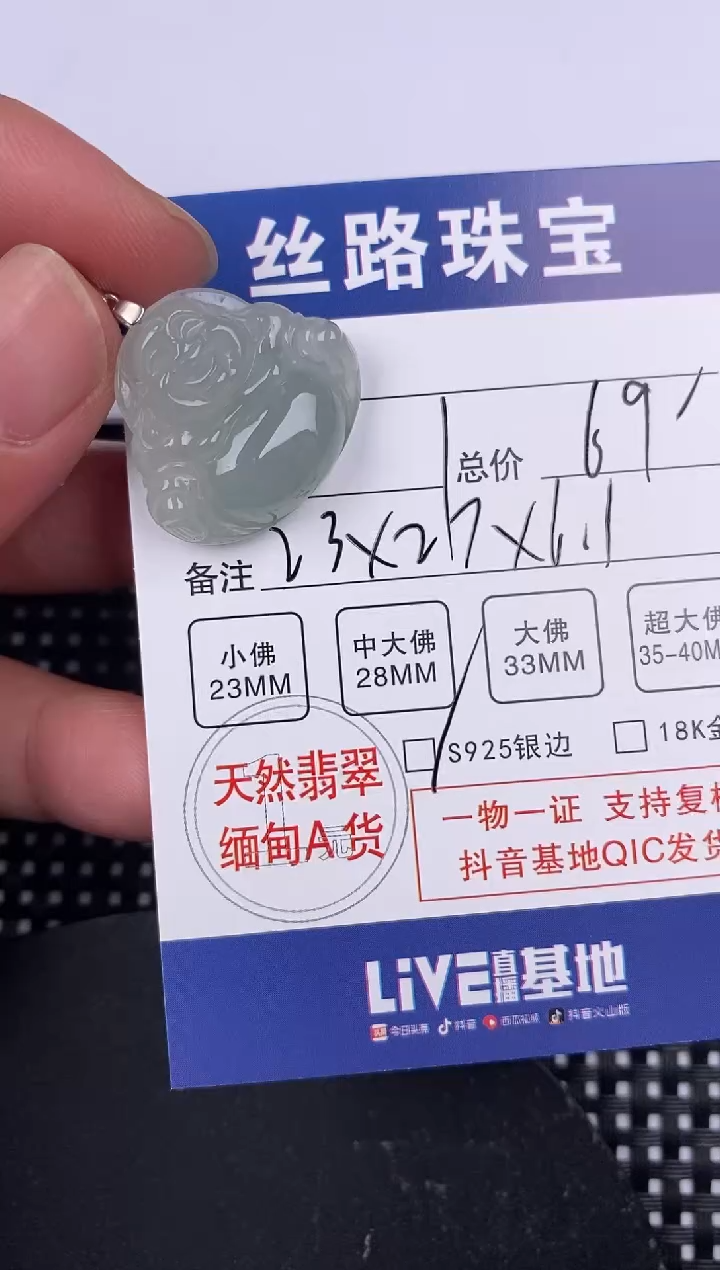 丝路珠宝
总价 69
备注 23×27×6.1
小佛 中大佛 大佛 超大佛
23MM 28MM 33MM 35-40M
S925银边 18K金
天然翡翠
缅甸A货
一物一证 支持复检
抖音基地QIC发货
LIVE直播基地
今日头条 抖音 西瓜视频 抖音火山版